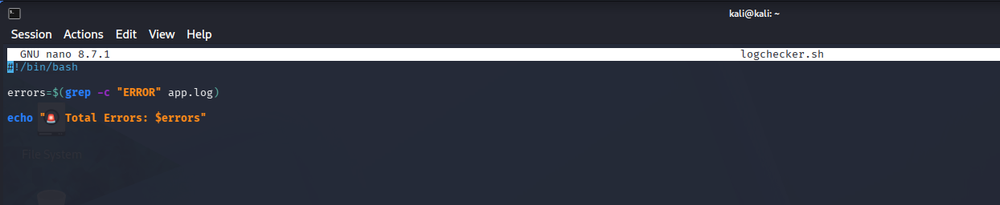 kali@kali: ~
Session Actions Edit View Help
GNU nano 8.7.1 logchecker.sh
#!/bin/bash
errors=$(grep -c "ERROR" app.log)
echo "🚨 Total Errors: $errors"
File System